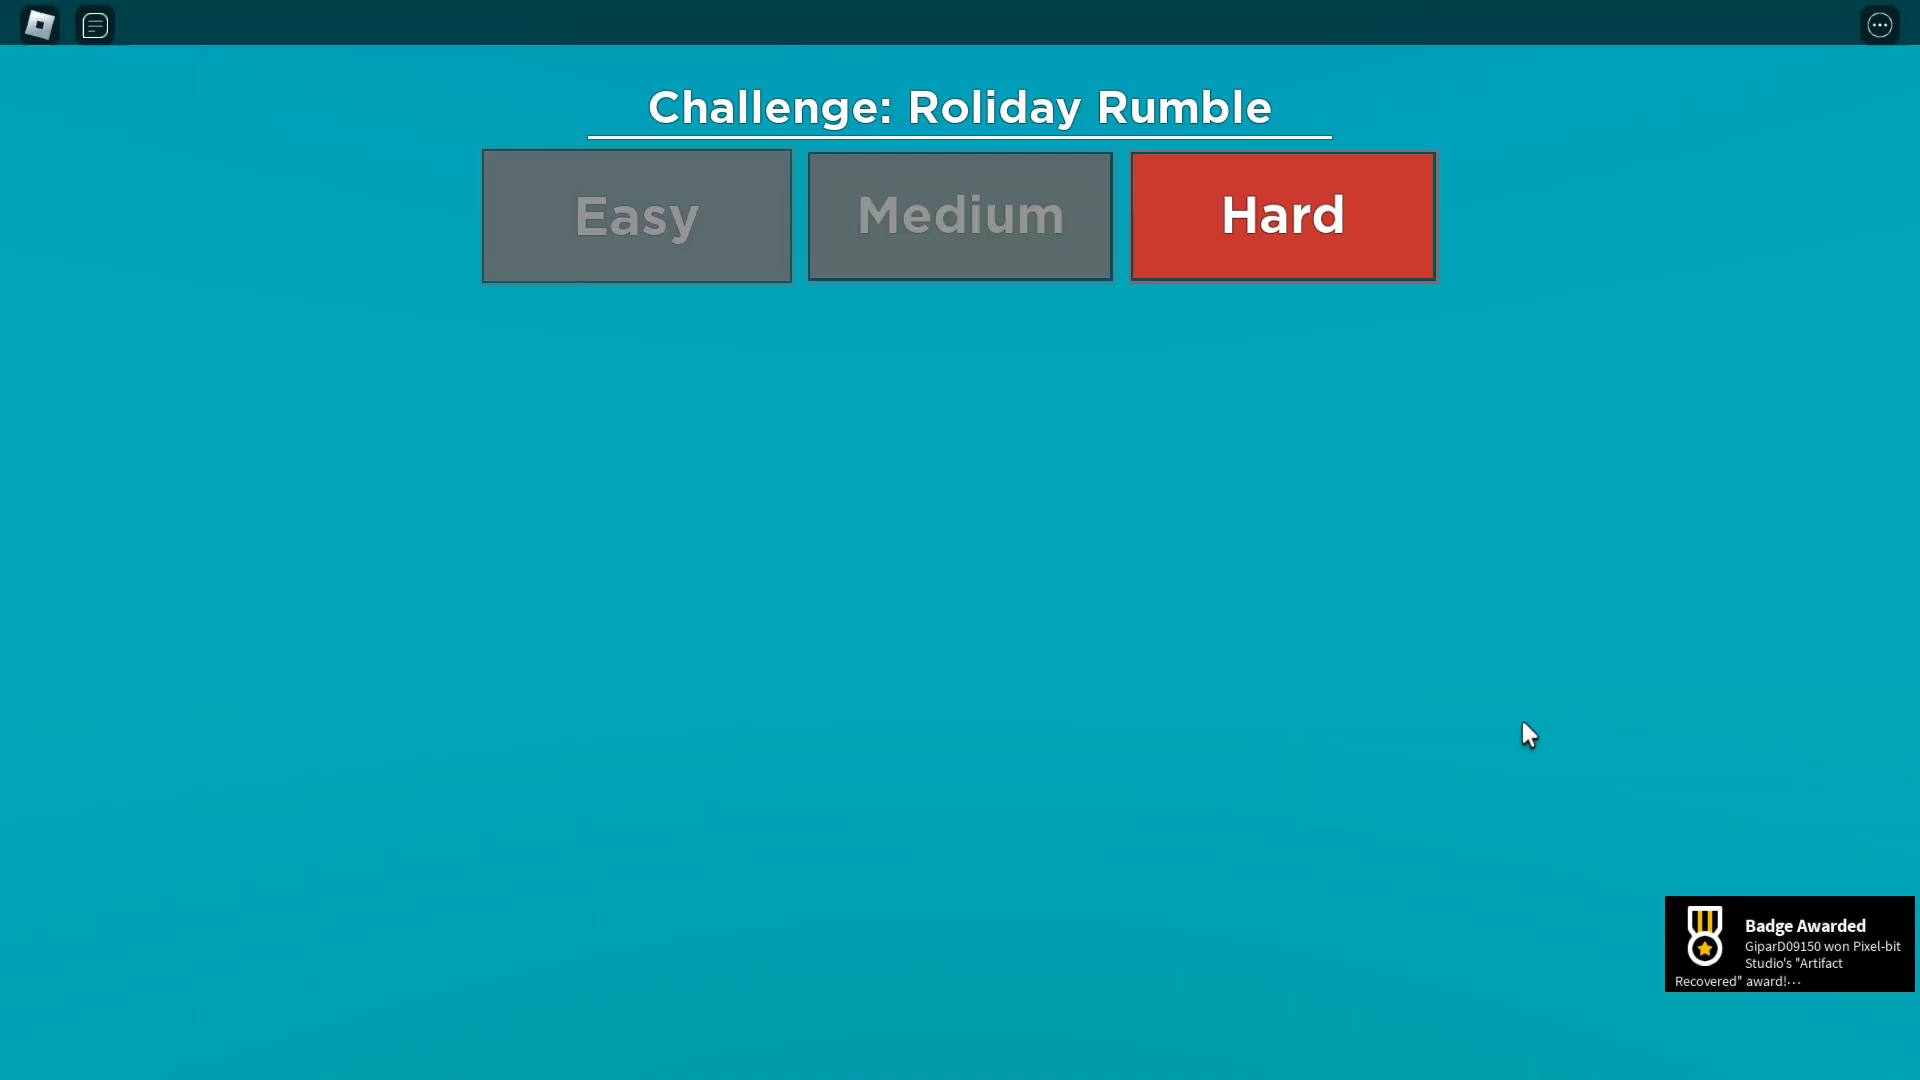 Challenge: Roliday Rumble
Easy Medium Hard
Badge Awarded
GiparD09150 won Pixel-bit
Studio's "Artifact
Recovered" award!...